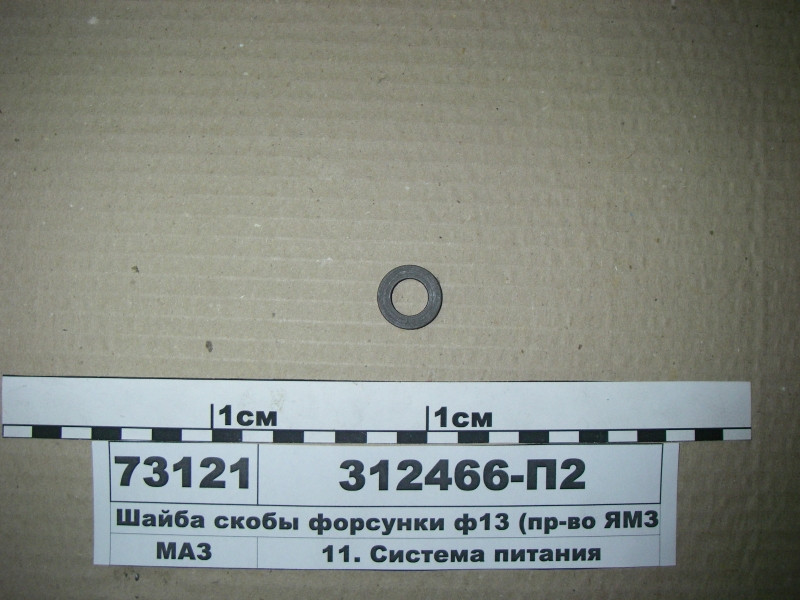 1см 1см
73121 312466-П2
Шайба скобы форсунки ф13 (пр-во ЯМЗ
МАЗ 11. Система питания